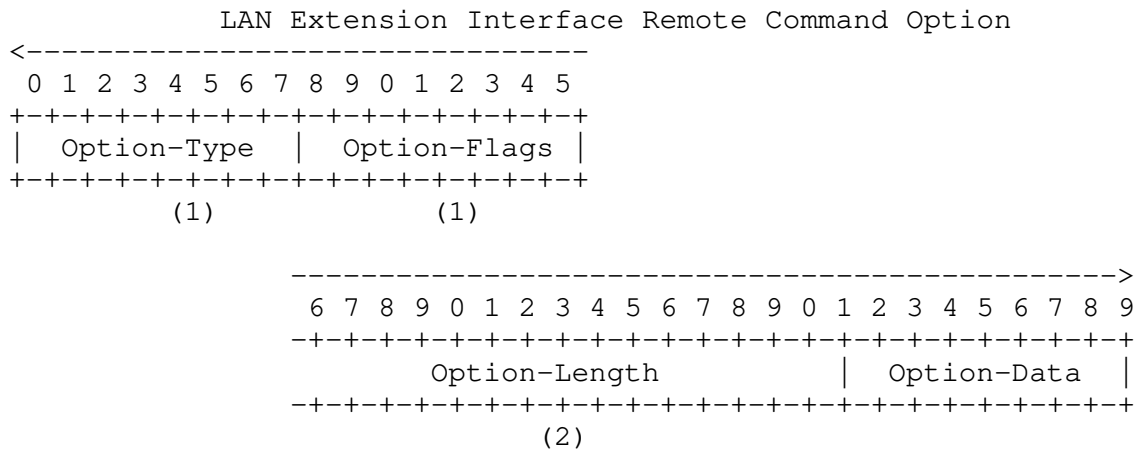 LAN Extension Interface Remote Command Option
<--------------------------------
0 1 2 3 4 5 6 7 8 9 0 1 2 3 4 5
+-+-+-+-+-+-+-+-+-+-+-+-+-+-+-+-+
| Option-Type | Option-Flags |
+-+-+-+-+-+-+-+-+-+-+-+-+-+-+-+-+
(1) (1)
----------------------------------------------->
6 7 8 9 0 1 2 3 4 5 6 7 8 9 0 1 2 3 4 5 6 7 8 9
-+-+-+-+-+-+-+-+-+-+-+-+-+-+-+-+-+-+-+-+-+-+-+-+
Option-Length | Option-Data |
-+-+-+-+-+-+-+-+-+-+-+-+-+-+-+-+-+-+-+-+-+-+-+-+
(2)